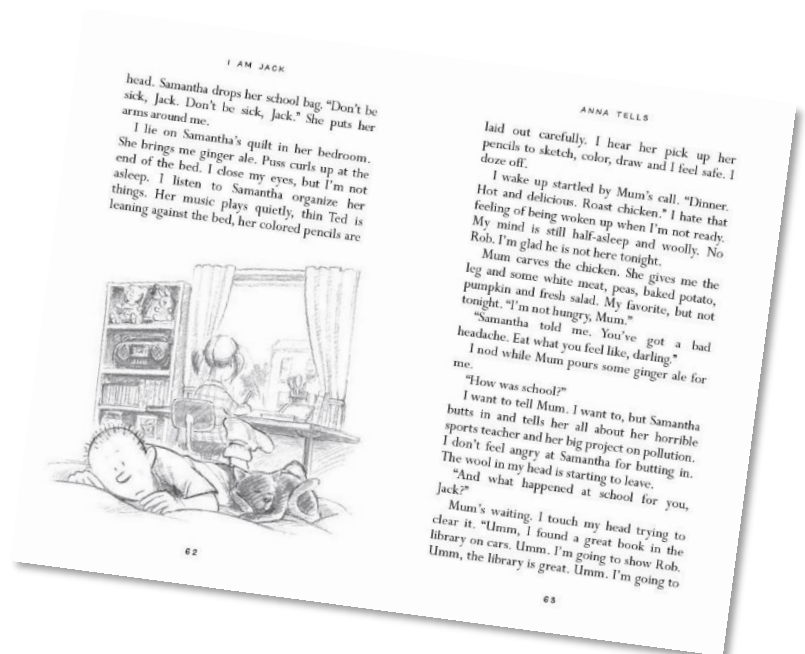 I AM JACK
head. Samantha drops her school bag. “Don’t be
sick, Jack. Don’t be sick, Jack.” She puts her
arms around me.
I lie on Samantha’s quilt in her bedroom.
She brings me ginger ale. Puss curls up at the
end of the bed. I close my eyes, but I’m not
asleep. I listen to Samantha organize her
things. Her music plays quietly, thin Ted is
leaning against the bed, her colored pencils are
62
ANNA TELLS
laid out carefully. I hear her pick up her
pencils to sketch, color, draw and I feel safe. I
doze off.
I wake up startled by Mum’s call. “Dinner.
Hot and delicious. Roast chicken.” I hate that
feeling of being woken up when I’m not ready.
My mind is still half-asleep and woolly. No
Rob. I’m glad he is not here tonight.
Mum carves the chicken. She gives me the
leg and some white meat, peas, baked potato,
pumpkin and fresh salad. My favorite, but not
tonight. “I’m not hungry, Mum.”
“Samantha told me. You’ve got a bad
headache. Eat what you feel like, darling.”
I nod while Mum pours some ginger ale for
me.
“How was school?”
I want to tell Mum. I want to, but Samantha
butts in and tells her all about her horrible
sports teacher and her big project on pollution.
I don’t feel angry at Samantha for butting in.
The wool in my head is starting to leave.
“And what happened at school for you,
Jack?”
Mum’s waiting. I touch my head trying to
clear it. “Umm, I found a great book in the
library on cars. Umm. I’m going to show Rob.
Umm, the library is great. Umm. I’m going to
63